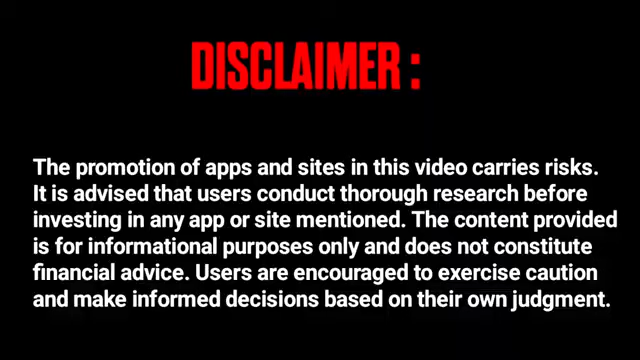 DISCLAIMER :
The promotion of apps and sites in this video carries risks.
It is advised that users conduct thorough research before
investing in any app or site mentioned. The content provided
is for informational purposes only and does not constitute
financial advice. Users are encouraged to exercise caution
and make informed decisions based on their own judgment.